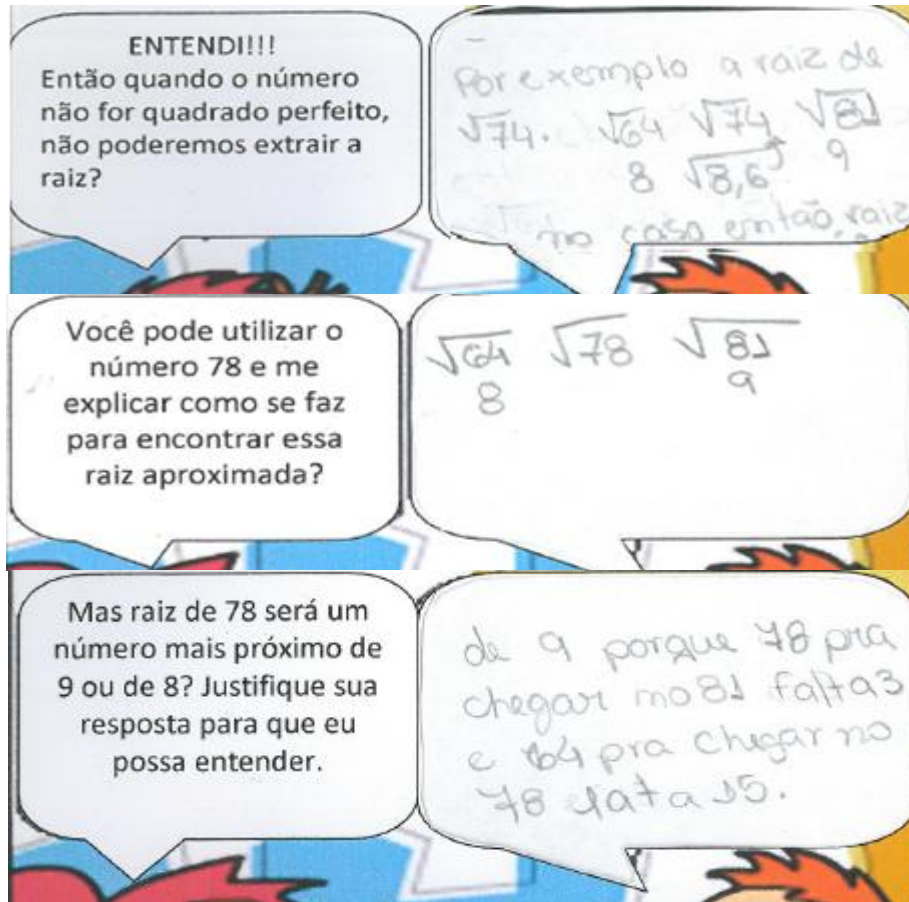 ENTENDI!!!
Então quando o número
não for quadrado perfeito,
não poderemos extrair a
raiz?
Por exemplo a raiz de
√74. √64 √74 √81
8 √8,6 9
no caso então, raiz
Você pode utilizar o
número 78 e me
explicar como se faz
para encontrar essa
raiz aproximada?
√64 √78 √81
8 9
Mas raiz de 78 será um
número mais próximo de
9 ou de 8? Justifique sua
resposta para que eu
possa entender.
de 9 porque 78 pra
chegar no 81 falta 3
e 64 pra chegar no
78 fata 15.